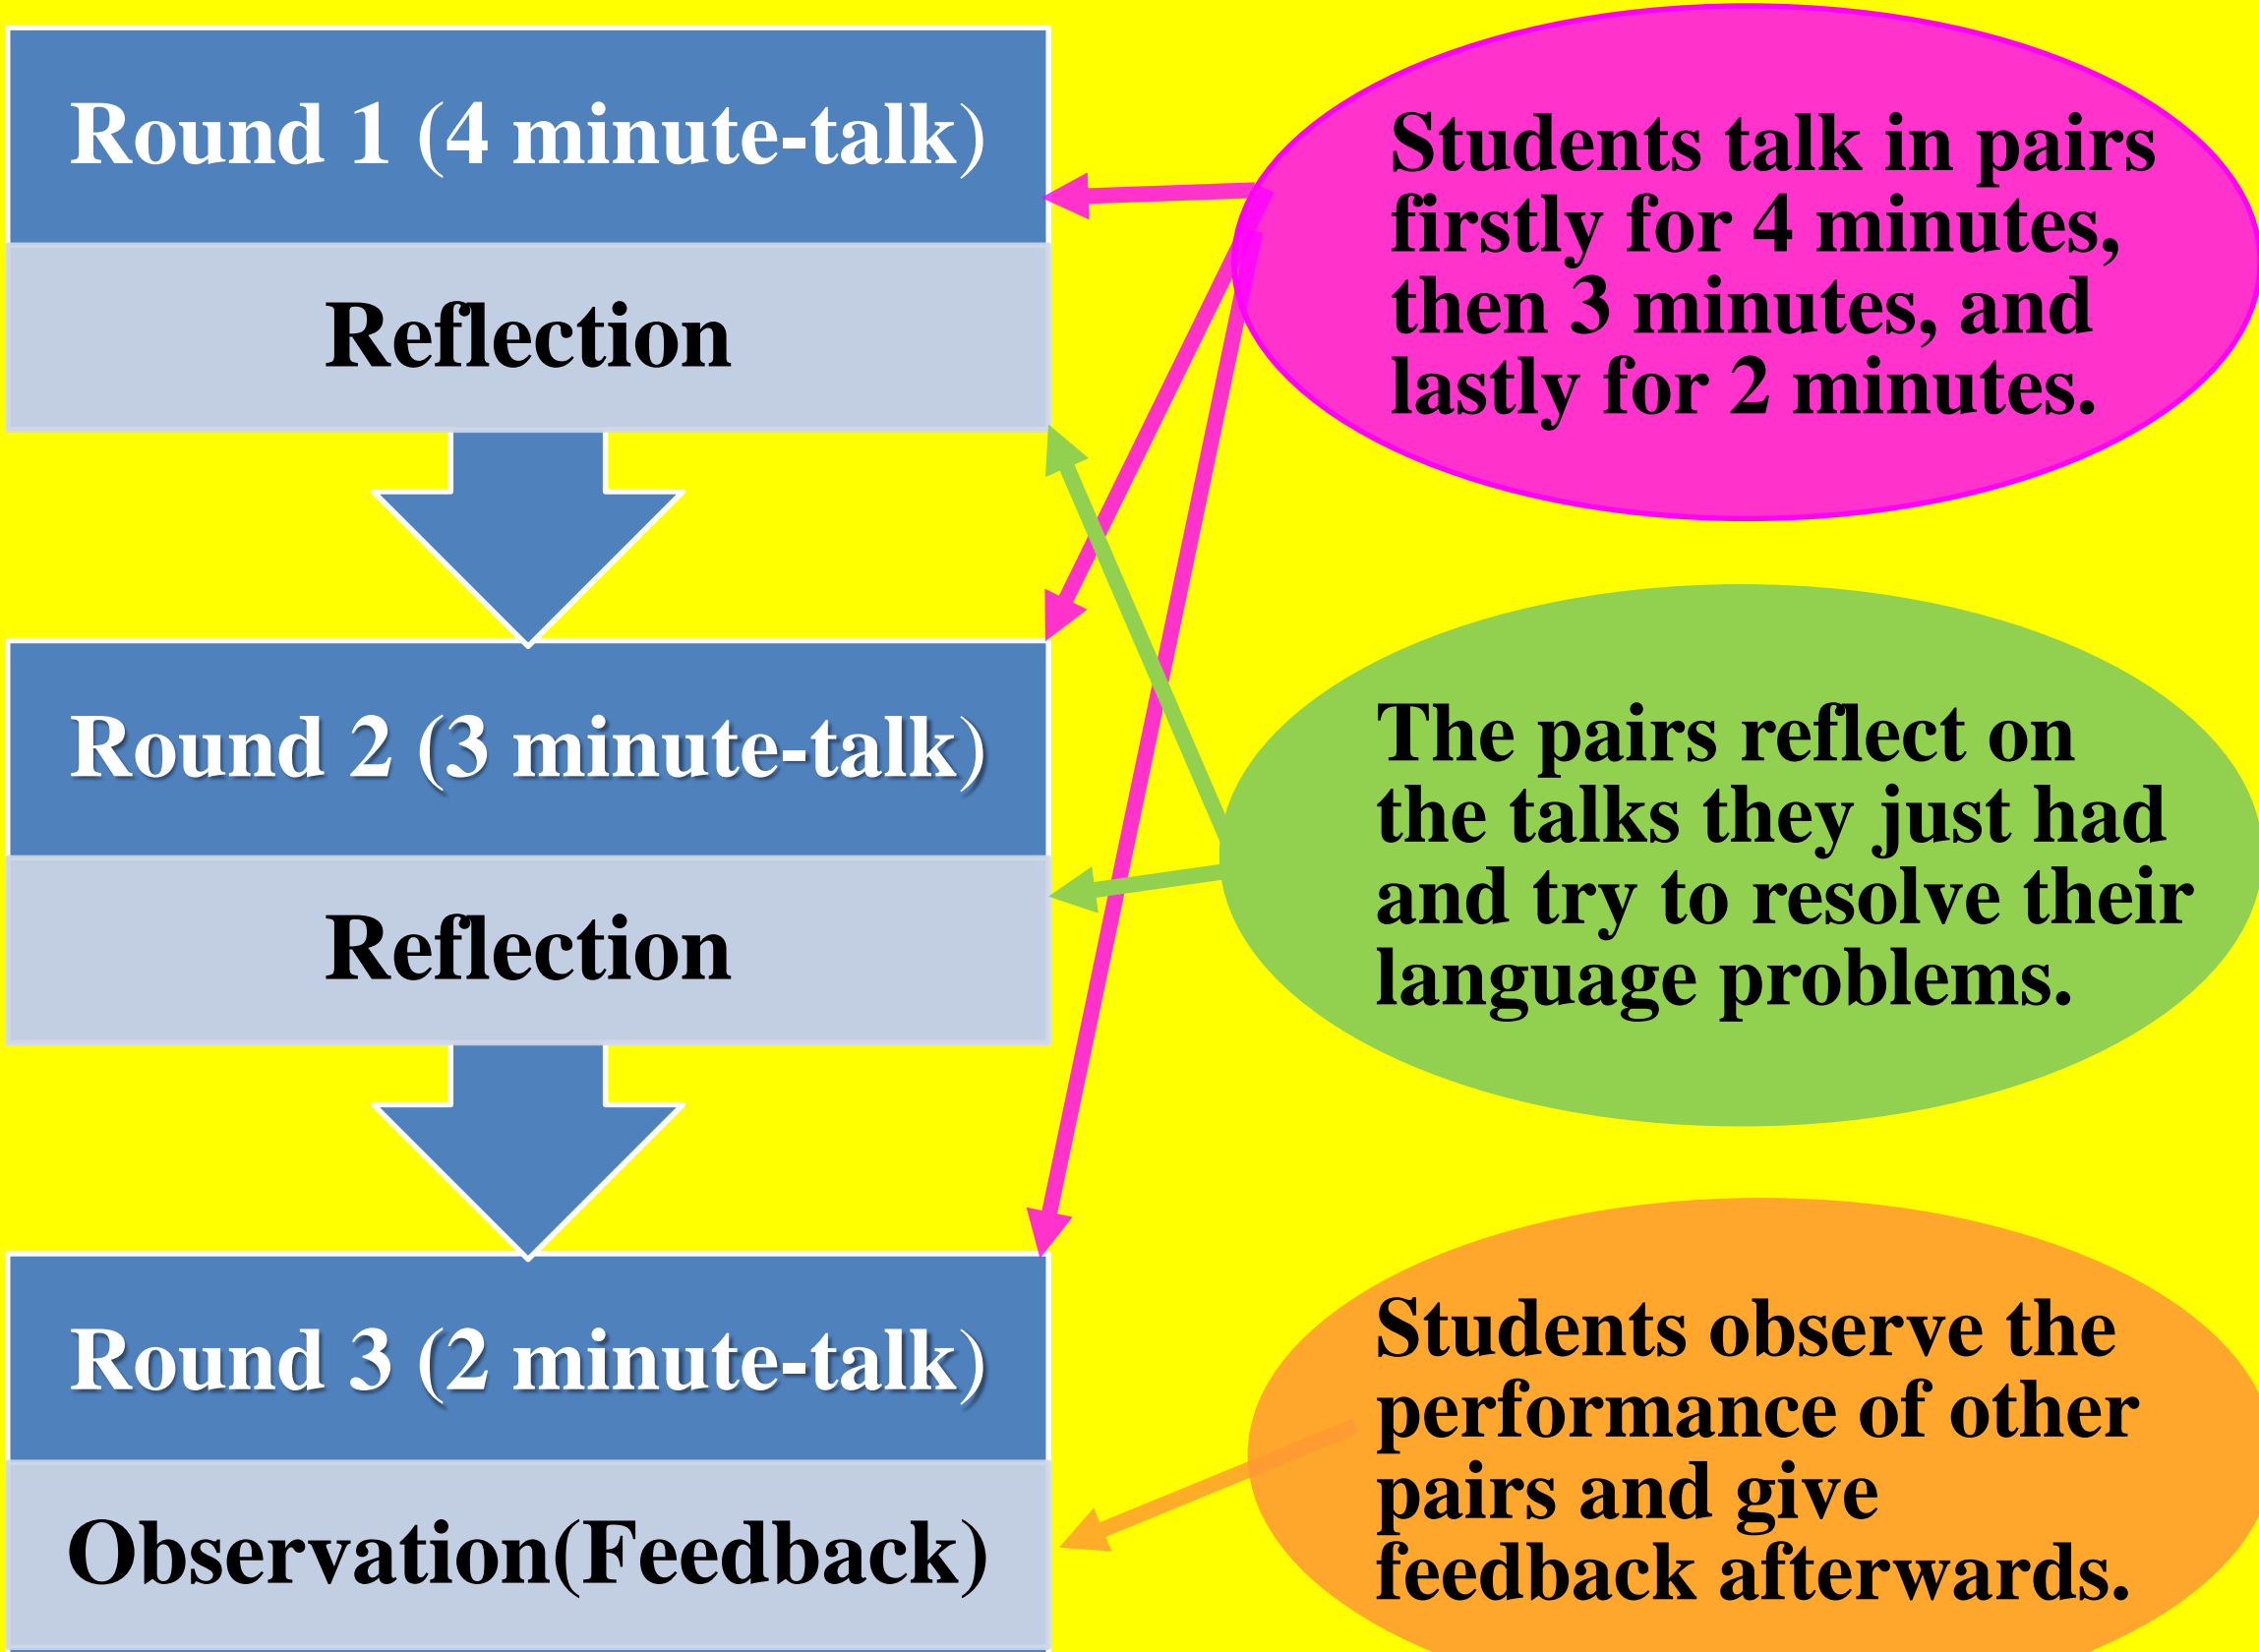 Round 1 (4 minute-talk)
Reflection
Round 2 (3 minute-talk)
Reflection
Round 3 (2 minute-talk)
Observation(Feedback)
Students talk in pairs
firstly for 4 minutes,
then 3 minutes, and
lastly for 2 minutes.
The pairs reflect on
the talks they just had
and try to resolve their
language problems.
Students observe the
performance of other
pairs and give
feedback afterwards.